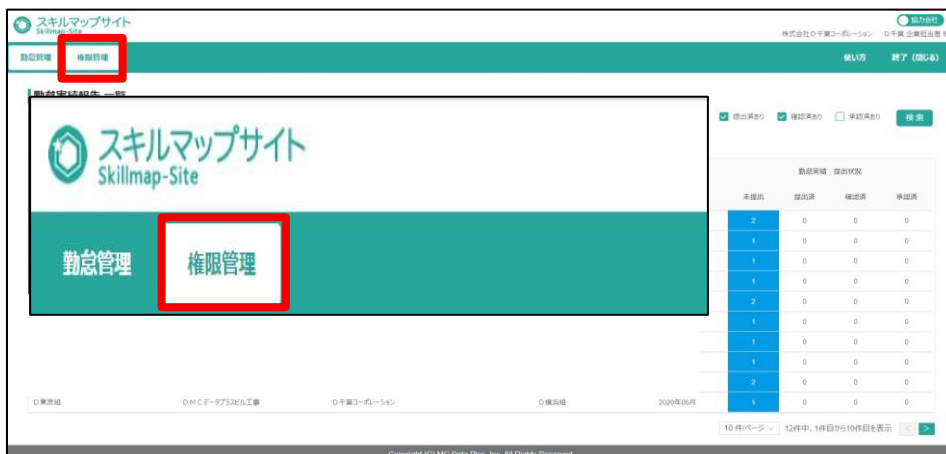 スキルマップサイト
Skillmap-Site
協力会社
株式会社D千葉コーポレーション D千葉 企業担当者
勤怠管理 権限管理 使い方 終了 (閉じる)
勤怠実績報告 一覧
提出済あり 確認済あり 承認済あり 検索
スキルマップサイト
Skillmap-Site
勤怠管理 権限管理
勤怠実績 提出状況
未提出 提出済 確認済 承認済
2 0 0 0
1 0 0 0
1 0 0 0
1 0 0 0
2 0 0 0
1 0 0 0
1 0 0 0
1 0 0 0
2 0 0 0
D東京組 DMCデータプラスビル工事 D千葉コーポレーション D横浜組 2020年06月 1 0 0 0
10 件/ページ 12件中、1件目から10件目を表示 < >
Copyright (C) MC Data Plus, Inc. All Rights Reserved.